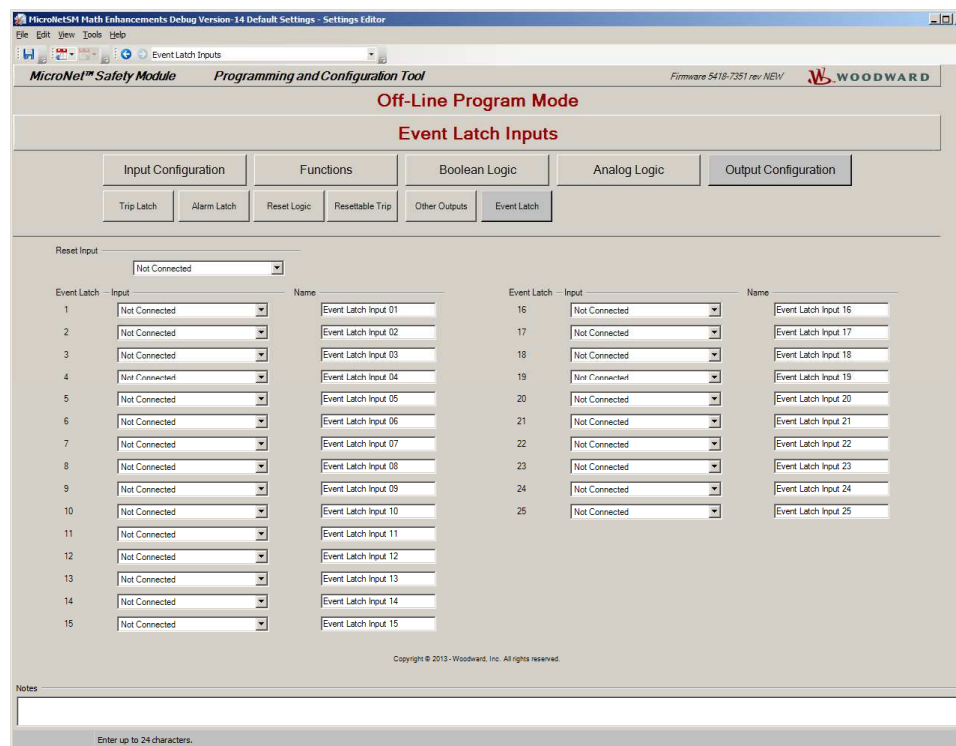 MicroNetSM Math Enhancements Debug Version-14 Default Settings - Settings Editor
File Edit View Tools Help
Event Latch Inputs
MicroNet™ Safety Module Programming and Configuration Tool Firmware 5418-7351 rev NEW WOODWARD
Off-Line Program Mode
Event Latch Inputs
Input Configuration Functions Boolean Logic Analog Logic Output Configuration
Trip Latch Alarm Latch Reset Logic Resettable Trip Other Outputs Event Latch
Reset Input
Not Connected
Event Latch Input Name Event Latch Input Name
1 Not Connected Event Latch Input 01 16 Not Connected Event Latch Input 16
2 Not Connected Event Latch Input 02 17 Not Connected Event Latch Input 17
3 Not Connected Event Latch Input 03 18 Not Connected Event Latch Input 18
4 Not Connected Event Latch Input 04 19 Not Connected Event Latch Input 19
5 Not Connected Event Latch Input 05 20 Not Connected Event Latch Input 20
6 Not Connected Event Latch Input 06 21 Not Connected Event Latch Input 21
7 Not Connected Event Latch Input 07 22 Not Connected Event Latch Input 22
8 Not Connected Event Latch Input 08 23 Not Connected Event Latch Input 23
9 Not Connected Event Latch Input 09 24 Not Connected Event Latch Input 24
10 Not Connected Event Latch Input 10 25 Not Connected Event Latch Input 25
11 Not Connected Event Latch Input 11
12 Not Connected Event Latch Input 12
13 Not Connected Event Latch Input 13
14 Not Connected Event Latch Input 14
15 Not Connected Event Latch Input 15
Copyright © 2013 - Woodward, Inc. All rights reserved.
Notes
Enter up to 24 characters.